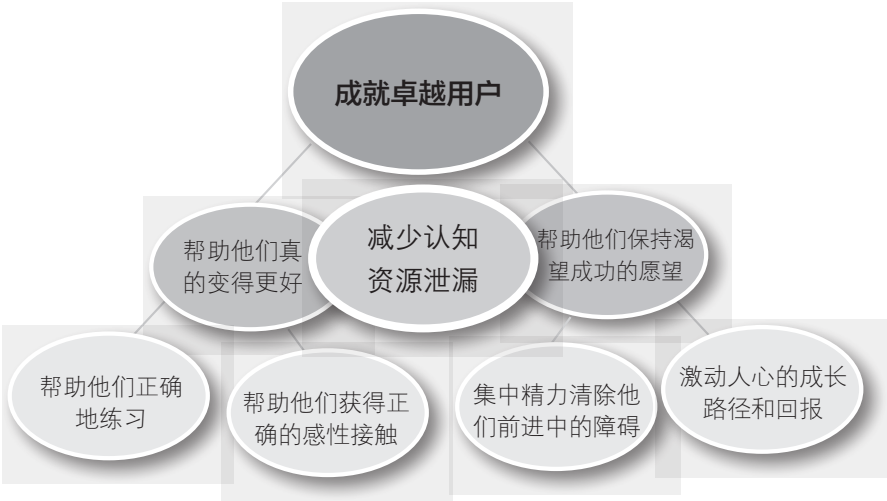 成就卓越用户
帮助他们真
的变得更好
减少认知
资源泄漏
帮助他们保持渴
望成功的愿望
帮助他们正确
地练习
帮助他们获得正
确的感性接触
集中精力清除他
们前进中的障碍
激动人心的成长
路径和回报